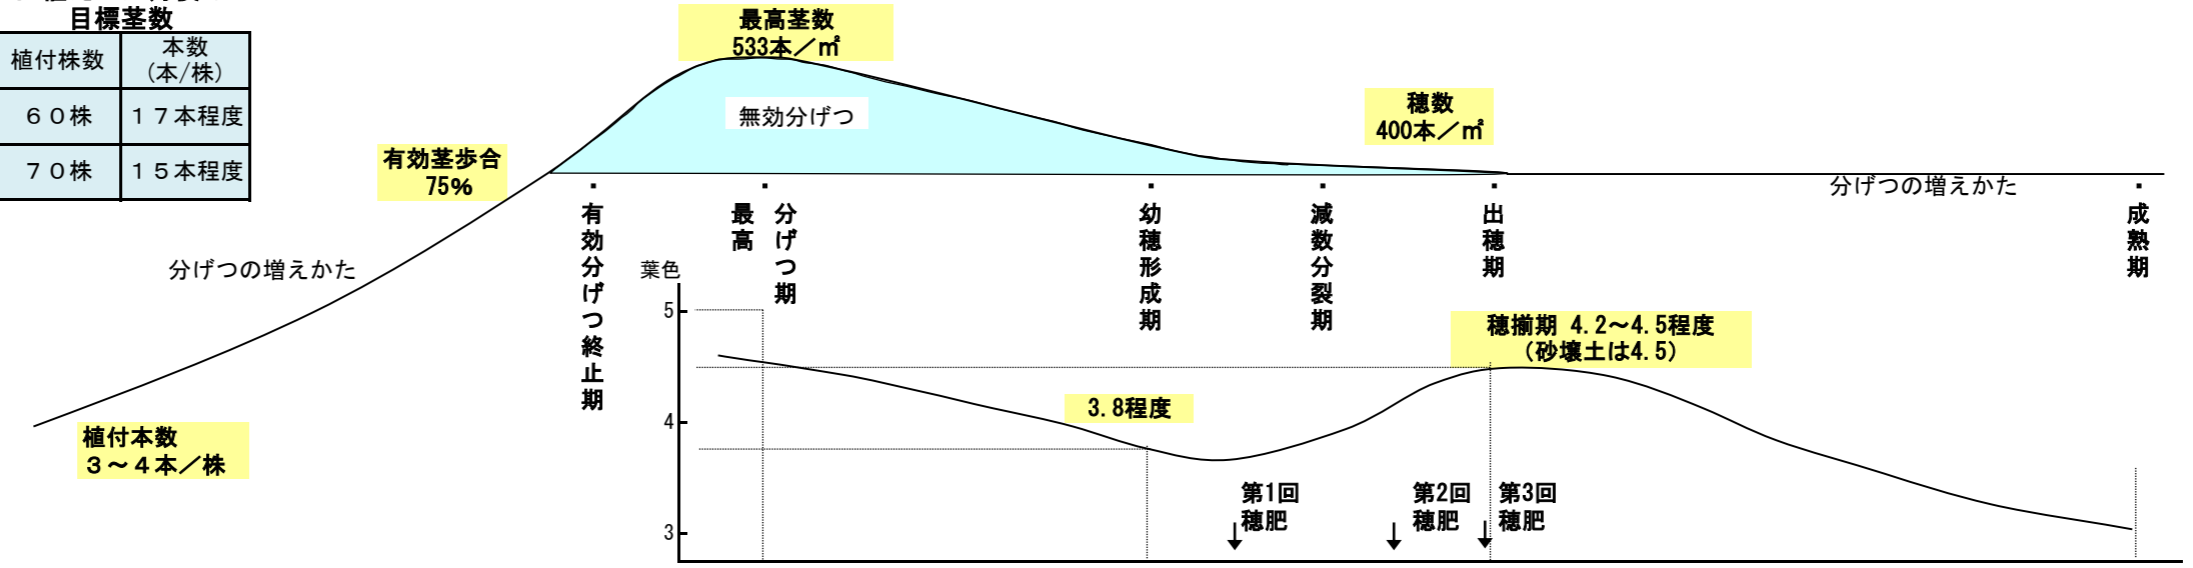 目標茎数
植付株数
本数
(本/株)
６０株
１７本程度
７０株
１５本程度
最高茎数
533本／㎡
無効分げつ
穂数
400本／㎡
有効茎歩合
75%
分げつの増えかた
分げつの増えかた
有効分げつ終止期
最高
分げつ期
幼穂形成期
減数分裂期
出穂期
成熟期
葉色
5
4
3
穂揃期 4.2～4.5程度
（砂壌土は4.5）
3.8程度
植付本数
３～４本／株
第1回
穂肥
第2回
穂肥
第3回
穂肥